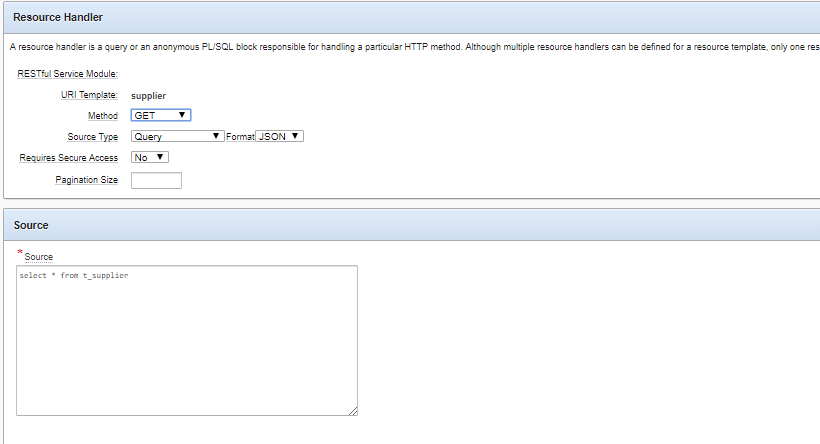 Resource Handler
A resource handler is a query or an anonymous PL/SQL block responsible for handling a particular HTTP method. Although multiple resource handlers can be defined for a resource template, only one res
RESTful Service Module:
URI Template: supplier
Method GET
Source Type Query Format JSON
Requires Secure Access No
Pagination Size
Source
* Source
select * from t_supplier